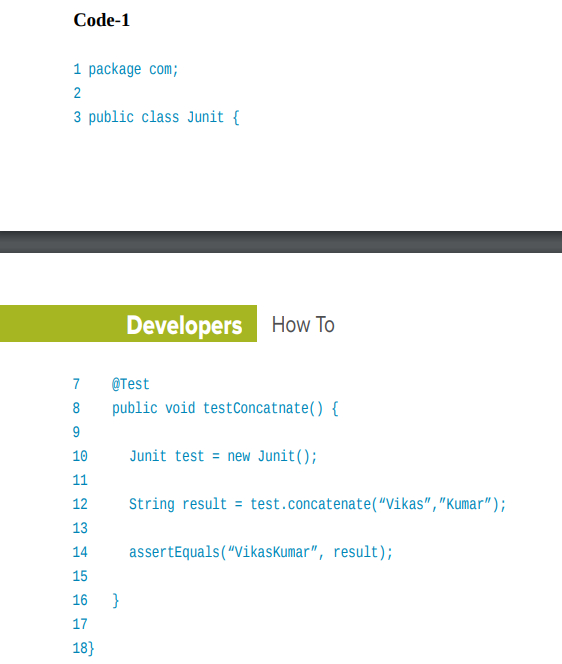 Code-1
1 package com;
2
3 public class Junit {
Developers How To
7 @Test
8 public void testConcatnate() {
9
10 Junit test = new Junit();
11
12 String result = test.concatenate(“Vikas”,”Kumar”);
13
14 assertEquals(“VikasKumar”, result);
15
16 }
17
18}